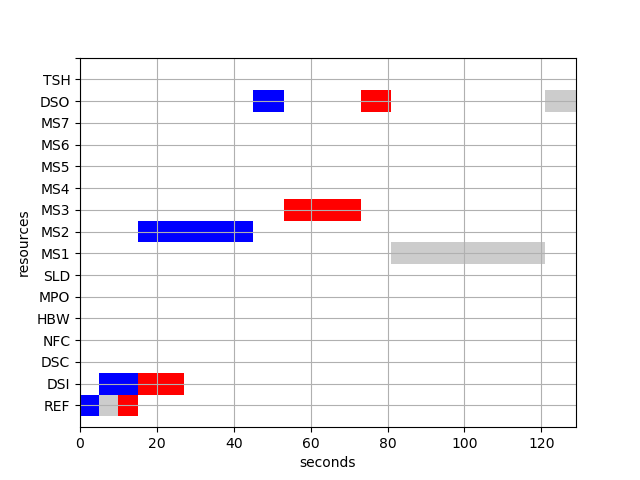 TSH
DSO
MS7
MS6
MS5
MS4
MS3
MS2
MS1
SLD
MPO
HBW
NFC
DSC
DSI
REF
resources
0 20 40 60 80 100 120
seconds